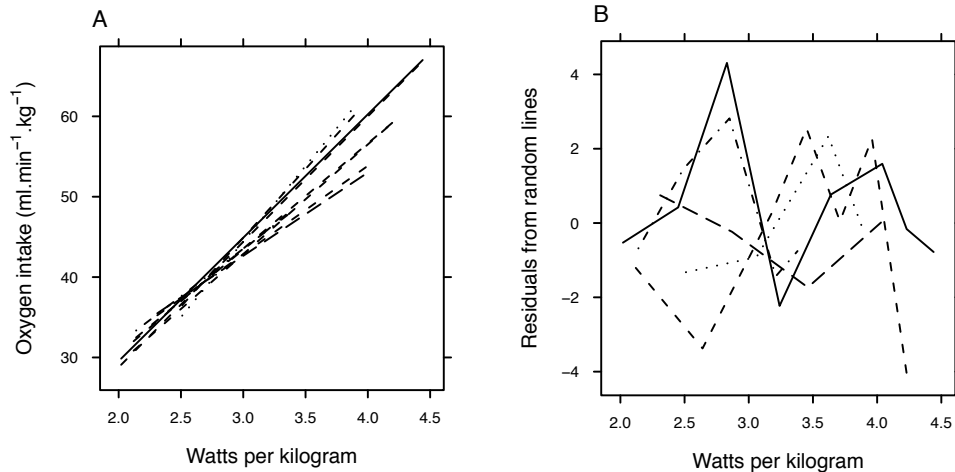 A
Oxygen intake (ml.min⁻¹.kg⁻¹)
60
50
40
30
2.0 2.5 3.0 3.5 4.0 4.5
Watts per kilogram
B
Residuals from random lines
4
2
0
−2
−4
2.0 2.5 3.0 3.5 4.0 4.5
Watts per kilogram